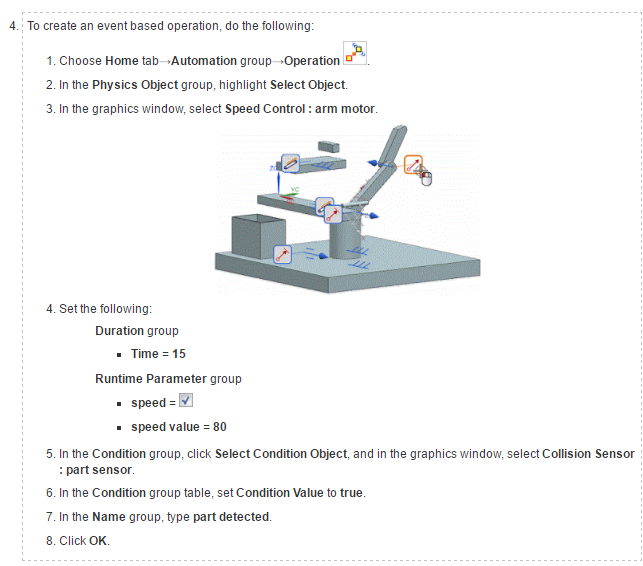 4. To create an event based operation, do the following:
1. Choose Home tab→Automation group→Operation .
2. In the Physics Object group, highlight Select Object.
3. In the graphics window, select Speed Control : arm motor.
YC
4. Set the following:
Duration group
▪ Time = 15
Runtime Parameter group
▪ speed =
▪ speed value = 80
5. In the Condition group, click Select Condition Object, and in the graphics window, select Collision Sensor
: part sensor.
6. In the Condition group table, set Condition Value to true.
7. In the Name group, type part detected.
8. Click OK.